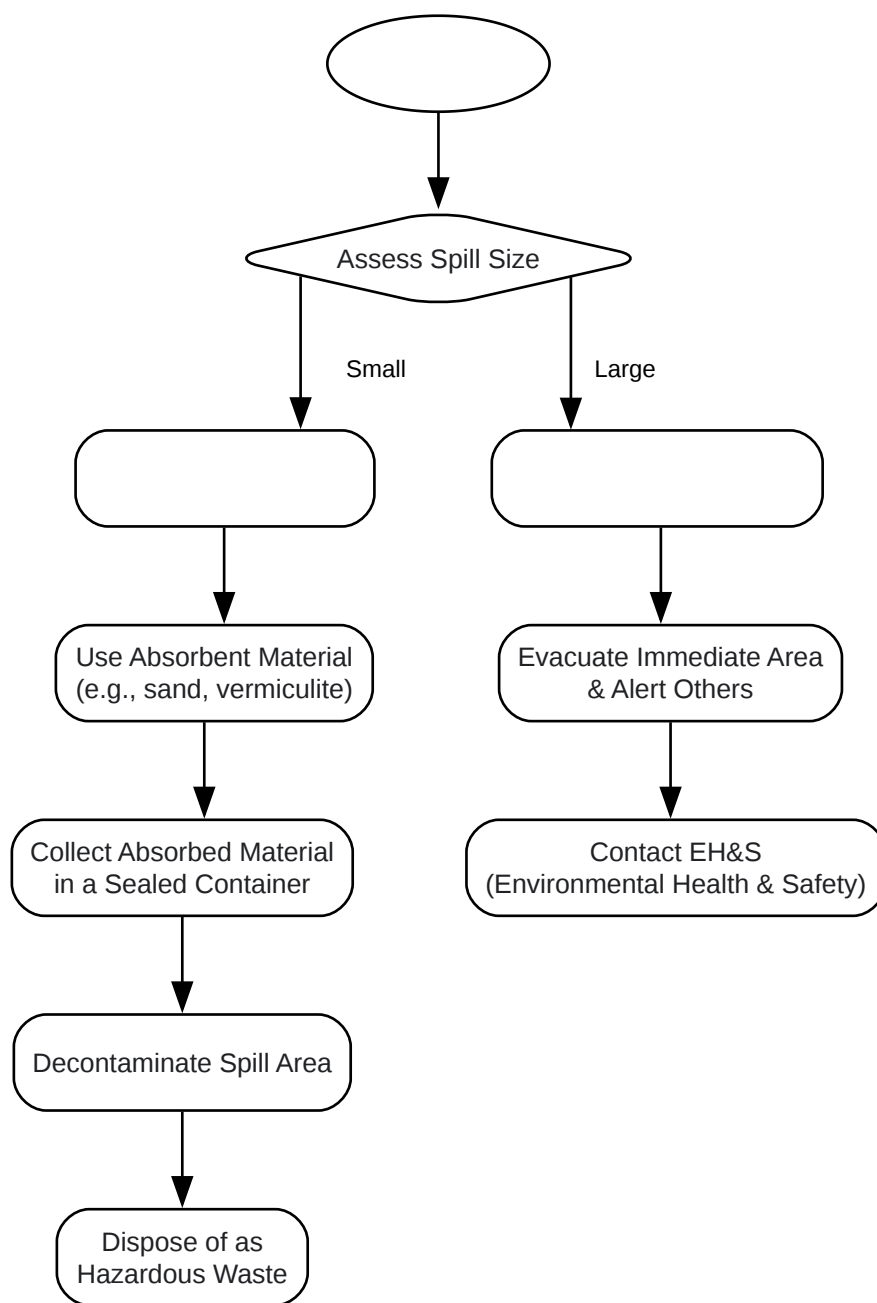 Assess Spill Size
Small
Large
Use Absorbent Material
(e.g., sand, vermiculite)
Evacuate Immediate Area
& Alert Others
Collect Absorbed Material
in a Sealed Container
Contact EH&S
(Environmental Health & Safety)
Decontaminate Spill Area
Dispose of as
Hazardous Waste